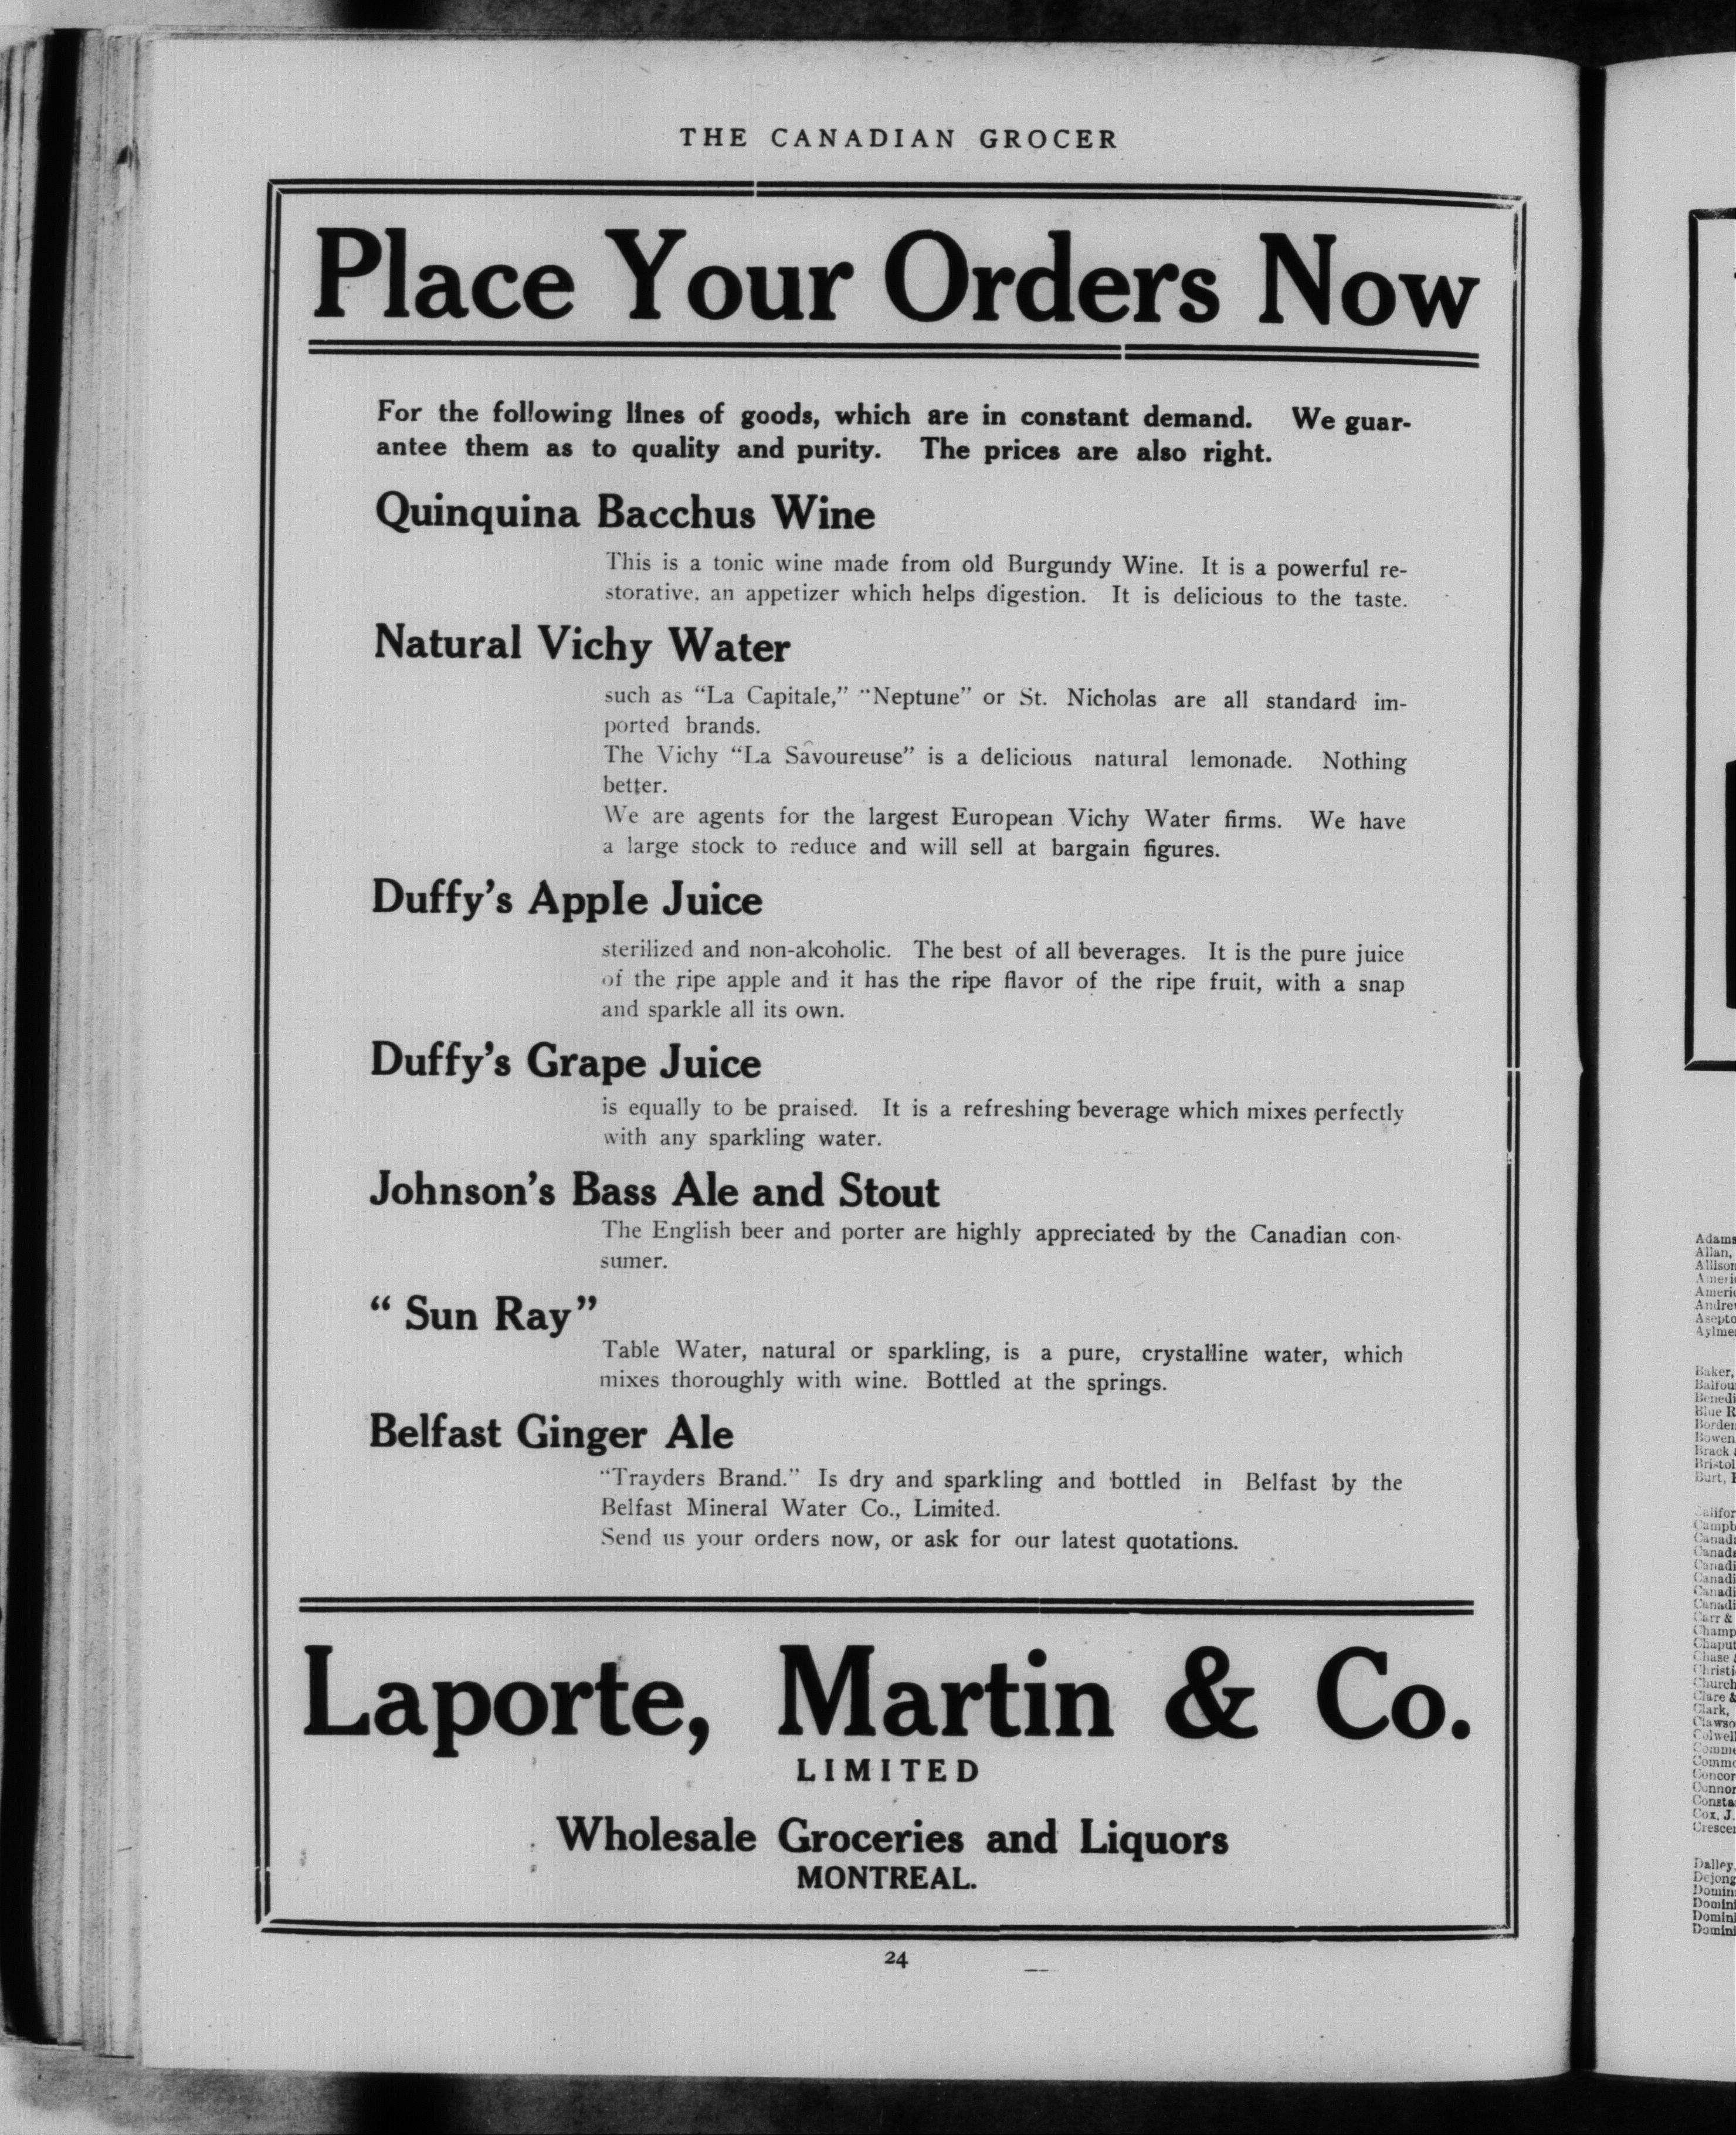 THE CANADIAN GROCER
Place Your Orders Now
For the following lines of goods, which are in constant demand. We guar-
antee them as to quality and purity. The prices are also right.
Quinquina Bacchus Wine
This is a tonic wine made from old Burgundy Wine. It is a powerful re-
storative, an appetizer which helps digestion. It is delicious to the taste.
Natural Vichy Water
such as “La Capitale,” “Neptune” or St. Nicholas are all standard im-
ported brands.
The Vichy “La Savoureuse” is a delicious natural lemonade. Nothing
better.
We are agents for the largest European Vichy Water firms. We have
a large stock to reduce and will sell at bargain figures.
Duffy’s Apple Juice
sterilized and non-alcoholic. The best of all beverages. It is the pure juice
of the ripe apple and it has the ripe flavor of the ripe fruit, with a snap
and sparkle all its own.
Duffy’s Grape Juice
is equally to be praised. It is a refreshing beverage which mixes perfectly
with any sparkling water.
Johnson’s Bass Ale and Stout
The English beer and porter are highly appreciated by the Canadian con-
sumer.
“Sun Ray”
Table Water, natural or sparkling, is a pure, crystalline water, which
mixes thoroughly with wine. Bottled at the springs.
Belfast Ginger Ale
“Trayders Brand.” Is dry and sparkling and bottled in Belfast by the
Belfast Mineral Water Co., Limited.
Send us your orders now, or ask for our latest quotations.
Laporte, Martin & Co.
LIMITED
Wholesale Groceries and Liquors
MONTREAL.
24
Adams
Allan,
Allison
Baker,
Blue R
Bristol
Burt,
Carr &
Clare &
Clark,
Cox, J.
Dalley,